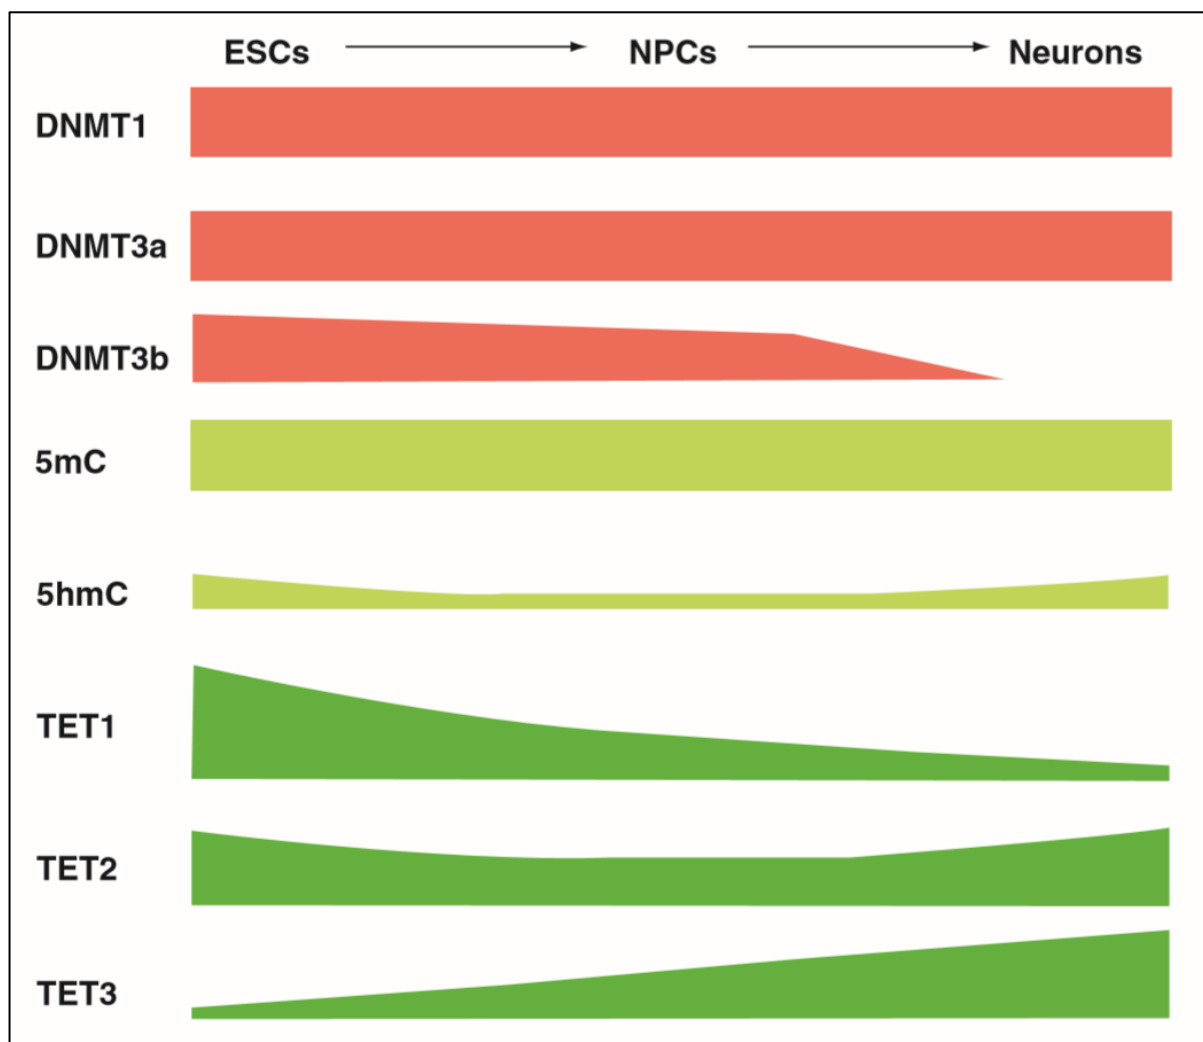 ESCs NPCs Neurons
DNMT1
DNMT3a
DNMT3b
5mC
5hmC
TET1
TET2
TET3